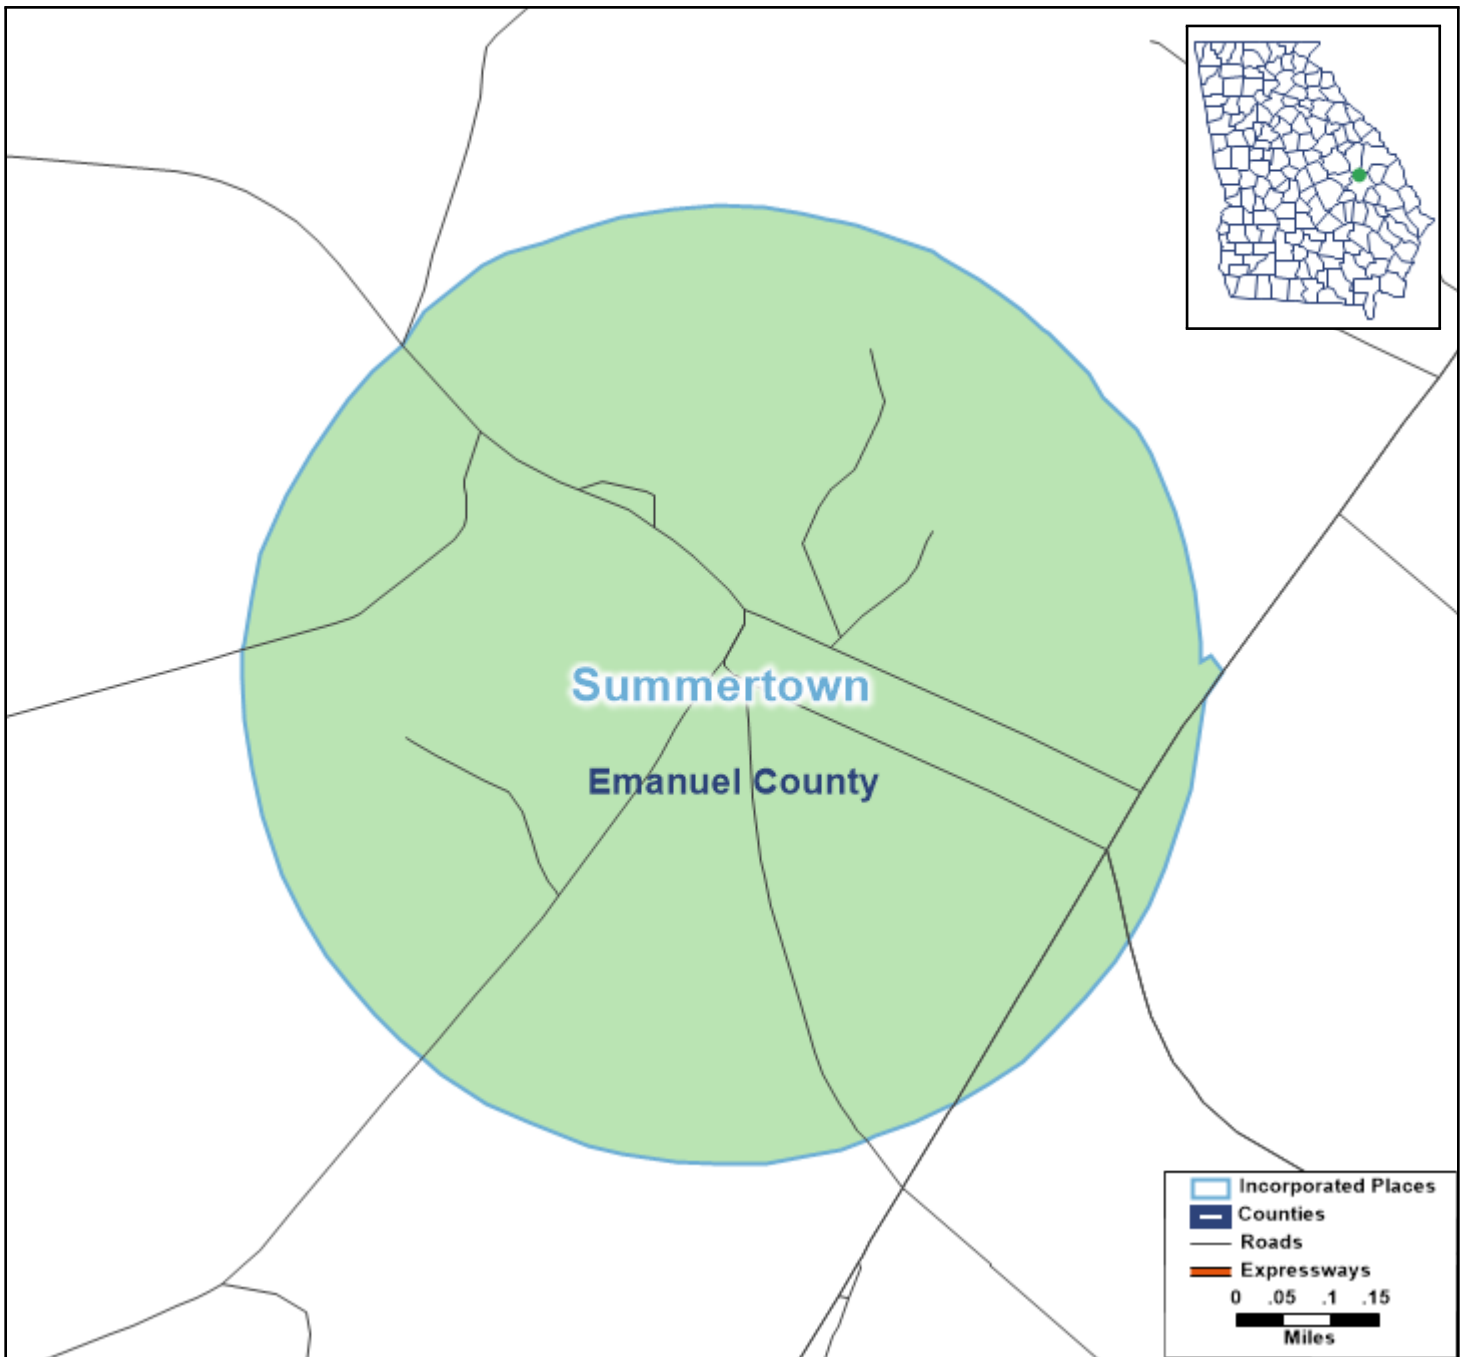 Summertown
Emanuel County
Incorporated Places
Counties
Roads
Expressways
0 .05 .1 .15
Miles